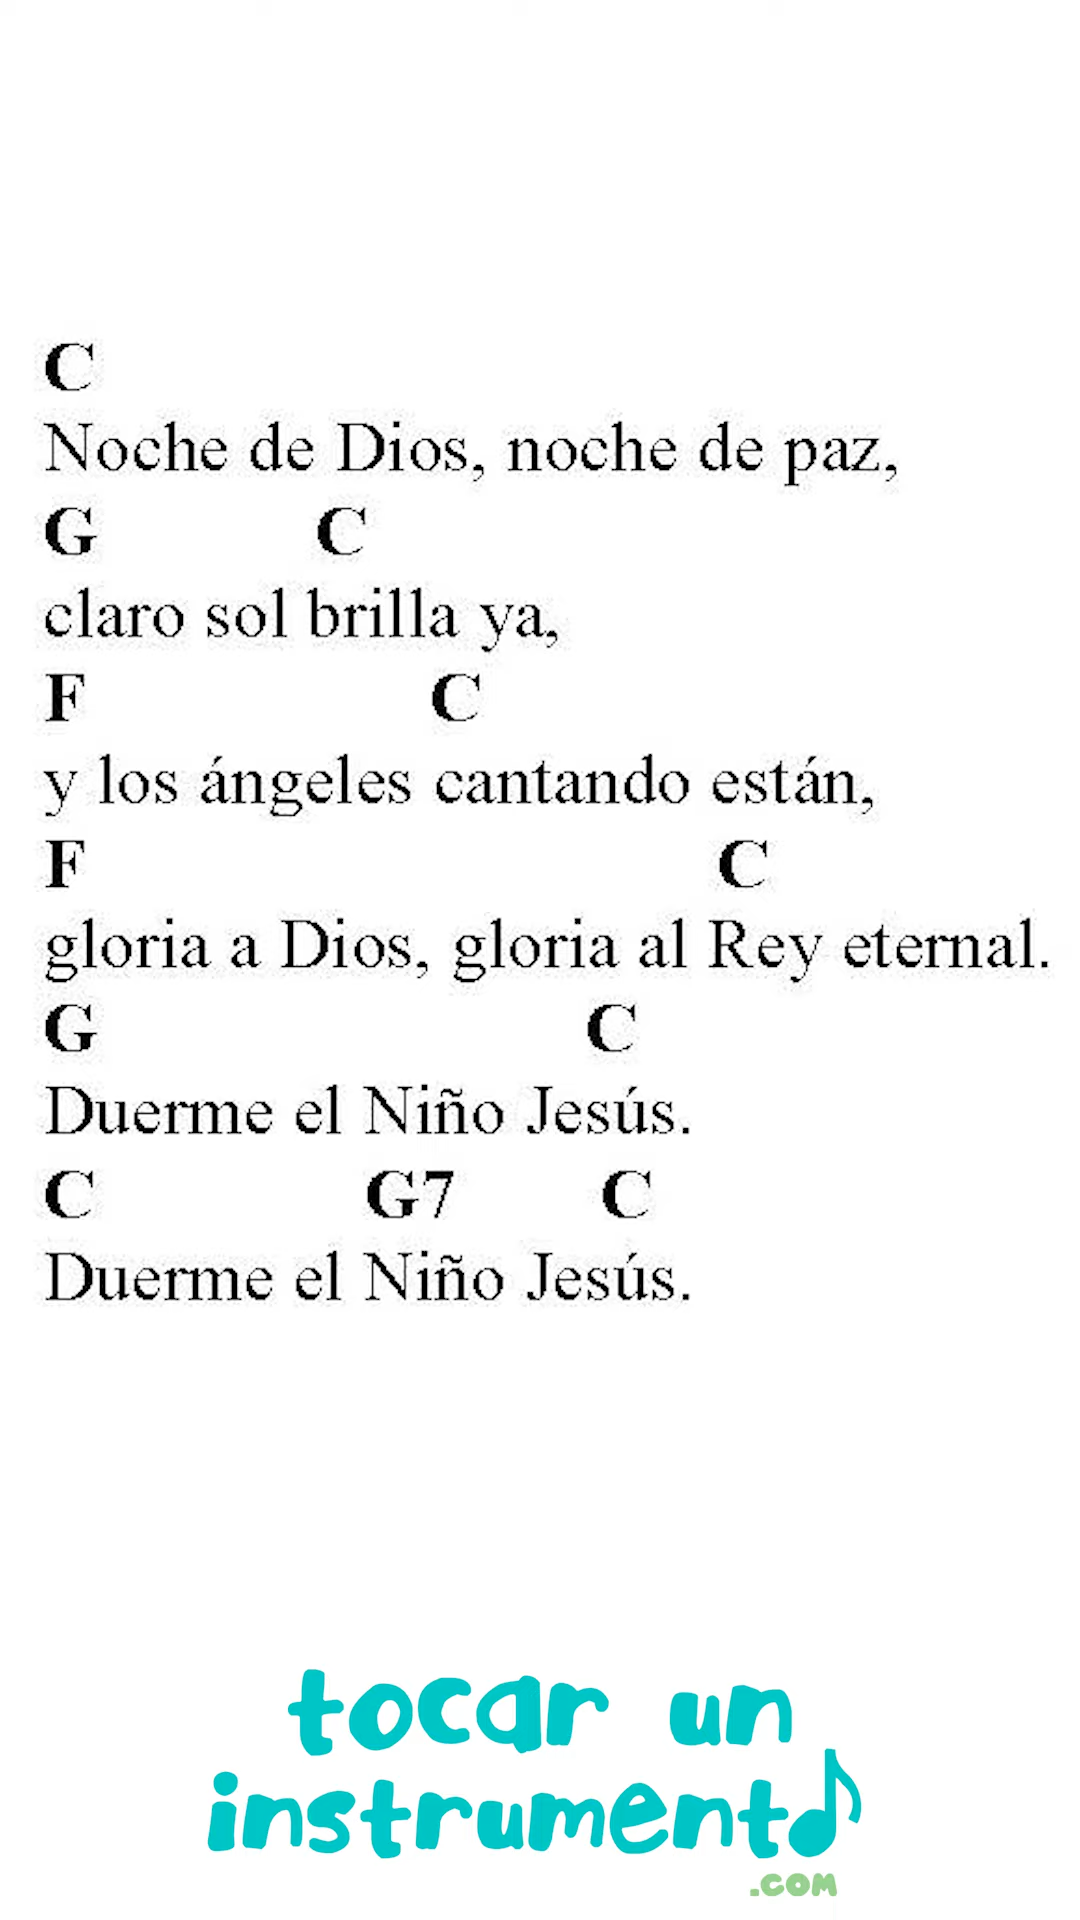 C
Noche de Dios, noche de paz,
G C
claro sol brilla ya,
F C
y los ángeles cantando están,
F C
gloria a Dios, gloria al Rey eternal.
G C
Duerme el Niño Jesús.
C G7 C
Duerme el Niño Jesús.
tocar un
instrument♪
.COM